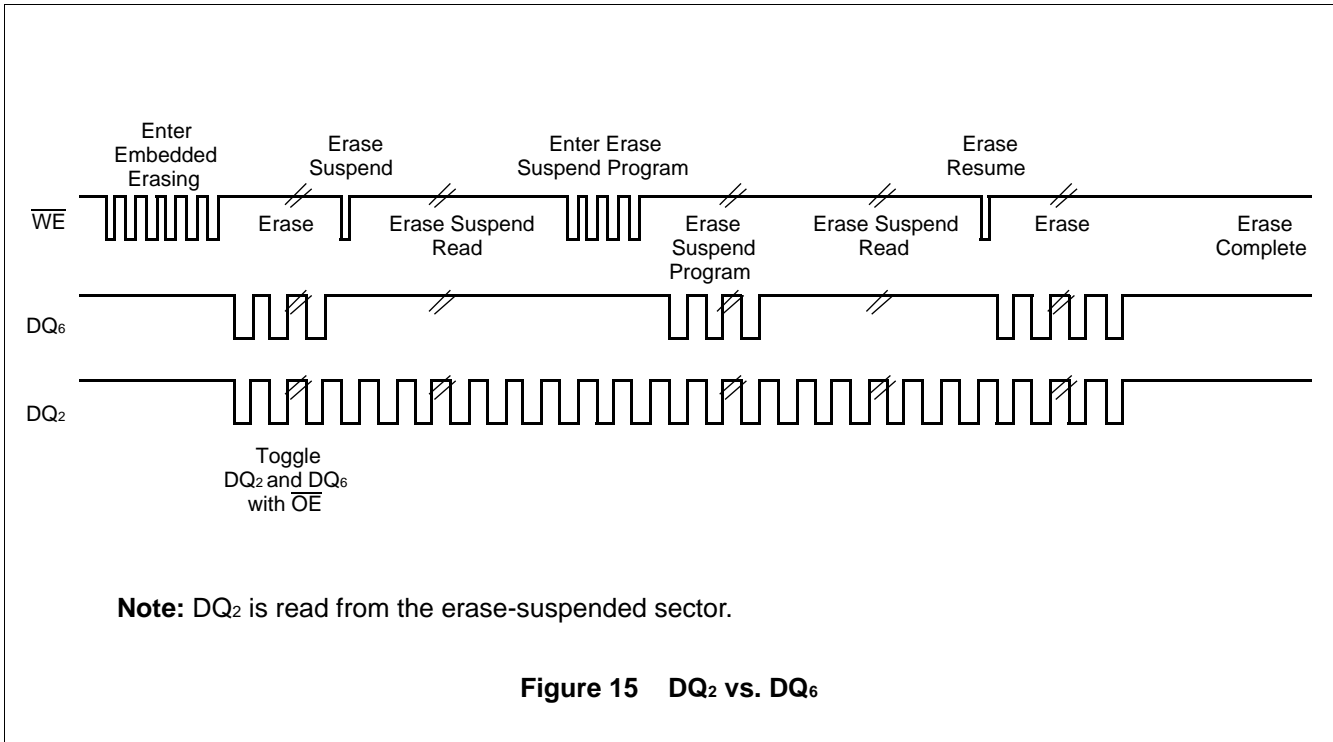 Enter
Embedded
Erasing
Erase
Suspend
Enter Erase
Suspend Program
Erase
Resume
WE
Erase
Erase Suspend
Read
Erase
Suspend
Program
Erase Suspend
Read
Erase
Erase
Complete
DQ6
DQ2
Toggle
DQ2 and DQ6
with OE
Note: DQ2 is read from the erase-suspended sector.
Figure 15 DQ2 vs. DQ6